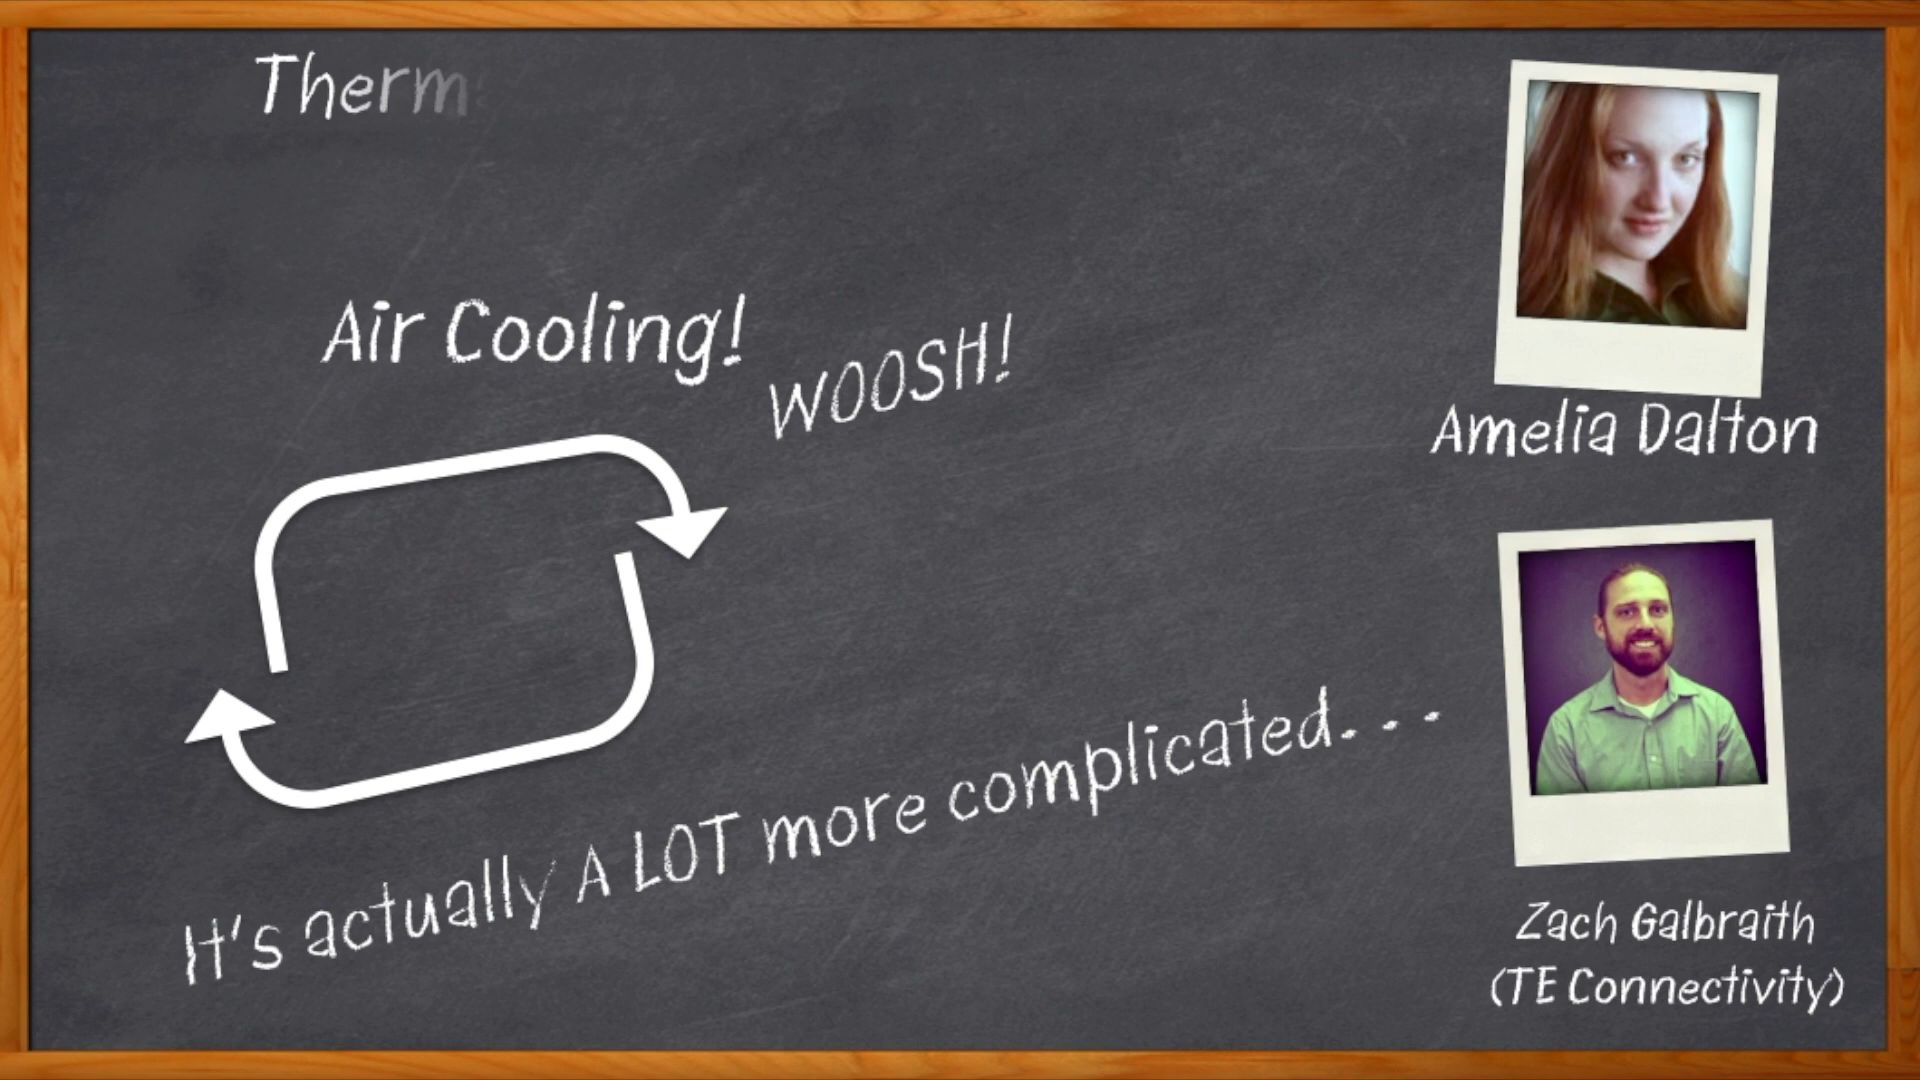 Therm
Air Cooling!
WOOSH!
It's actually A LOT more complicated...
Amelia Dalton
Zach Galbraith
(TE Connectivity)